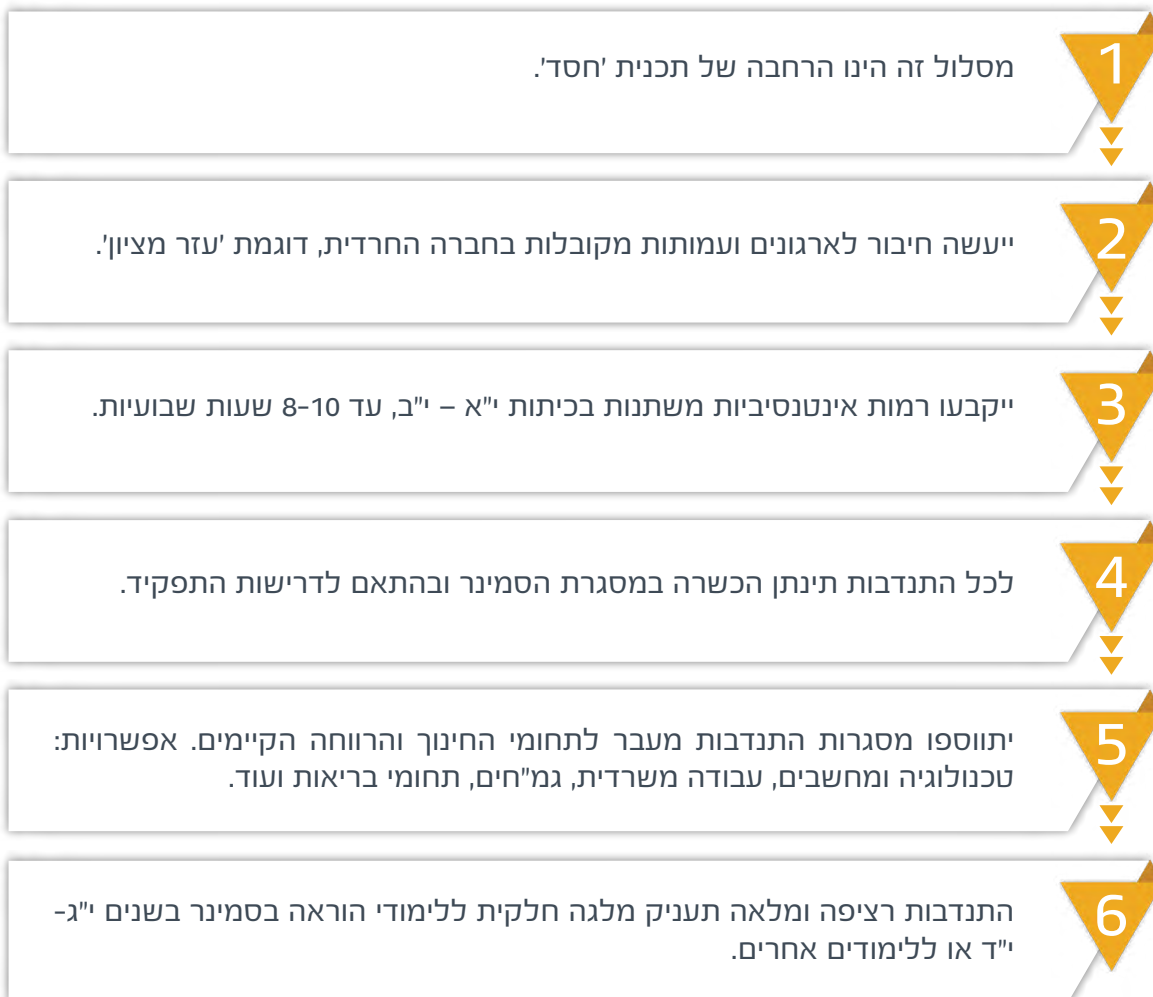 1
מסלול זה הינו הרחבה של תכנית 'חסד'.
2
ייעשה חיבור לארגונים ועמותות מקובלות בחברה החרדית, דוגמת 'עזר מציון'.
3
ייקבעו רמות אינטנסיביות משתנות בכיתות י"א – י"ב, עד 8-10 שעות שבועיות.
4
לכל התנדבות תינתן הכשרה במסגרת הסמינר ובהתאם לדרישות התפקיד.
5
יתווספו מסגרות התנדבות מעבר לתחומי החינוך והרווחה הקיימים. אפשרויות:
טכנולוגיה ומחשבים, עבודה משרדית, גמ"חים, תחומי בריאות ועוד.
6
התנדבות רציפה ומלאה תעניק מלגה חלקית ללימודי הוראה בסמינר בשנים י"ג-
י"ד או ללימודים אחרים.